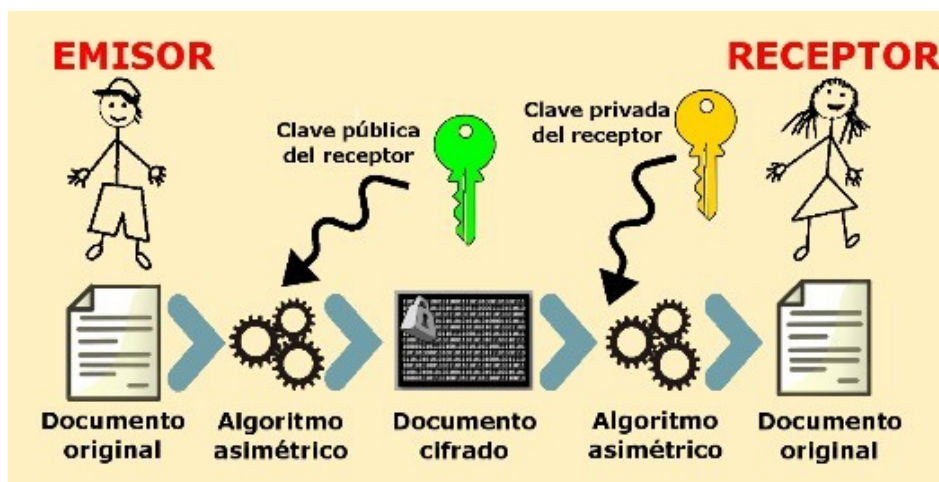 EMISOR
RECEPTOR
Clave pública
del receptor
Clave privada
del receptor
Documento
original
Algoritmo
asimétrico
Documento
cifrado
Algoritmo
asimétrico
Documento
original